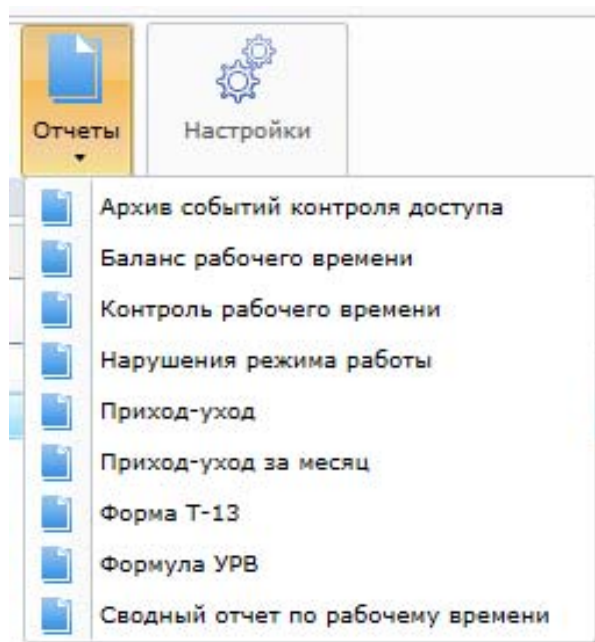 Отчеты
Настройки
Архив событий контроля доступа
Баланс рабочего времени
Контроль рабочего времени
Нарушения режима работы
Приход-уход
Приход-уход за месяц
Форма Т-13
Формула УРВ
Сводный отчет по рабочему времени